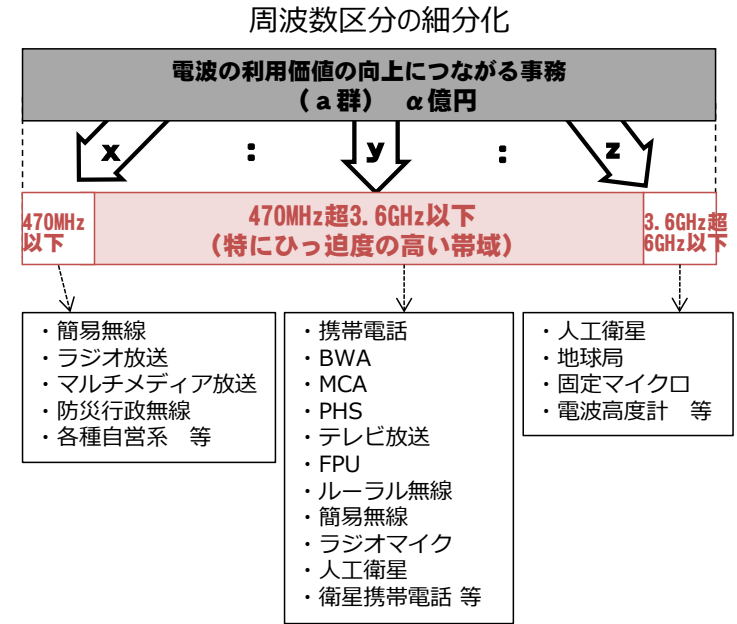 周波数区分の細分化
電波の利用価値の向上につながる事務
(a群) α億円
x : y : z
470MHz
以下
470MHz超3.6GHz以下
(特にひっ迫度の高い帯域)
3.6GHz超
6GHz以下
・簡易無線
・ラジオ放送
・マルチメディア放送
・防災行政無線
・各種自営系 等
・携帯電話
・BWA
・MCA
・PHS
・テレビ放送
・FPU
・ルーラル無線
・簡易無線
・ラジオマイク
・人工衛星
・衛星携帯電話 等
・人工衛星
・地球局
・固定マイクロ
・電波高度計 等